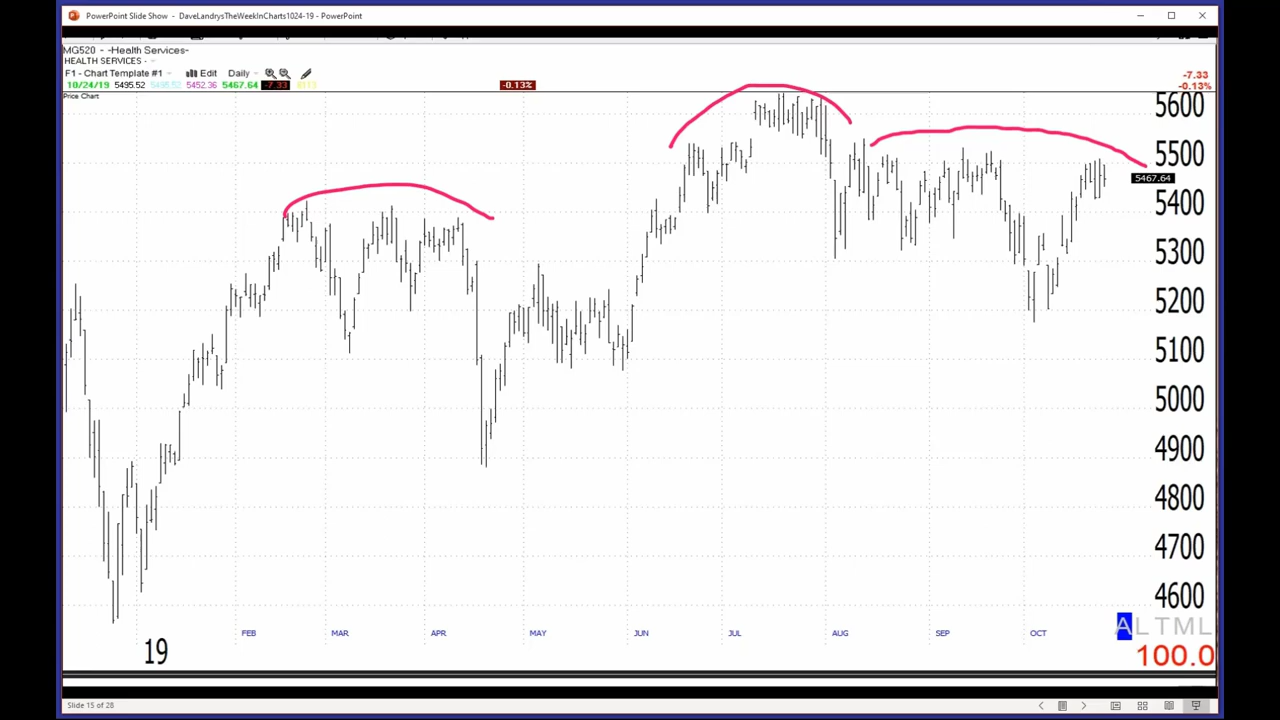 PowerPoint Slide Show - DaveLandrysTheWeekInCharts1024-19 - PowerPoint
MG520 - -Health Services-
HEALTH SERVICES -
F1 - Chart Template #1 Edit Daily
10/24/19 5495.52 5495.52 5452.36 5467.64 -7.33 -0.13%
-7.33
-0.13%
Price Chart
5600
5500
5467.64
5400
5300
5200
5100
5000
4900
4800
4700
4600
ALTML
FEB MAR APR MAY JUN JUL AUG SEP OCT
19
100.0
Slide 15 of 28